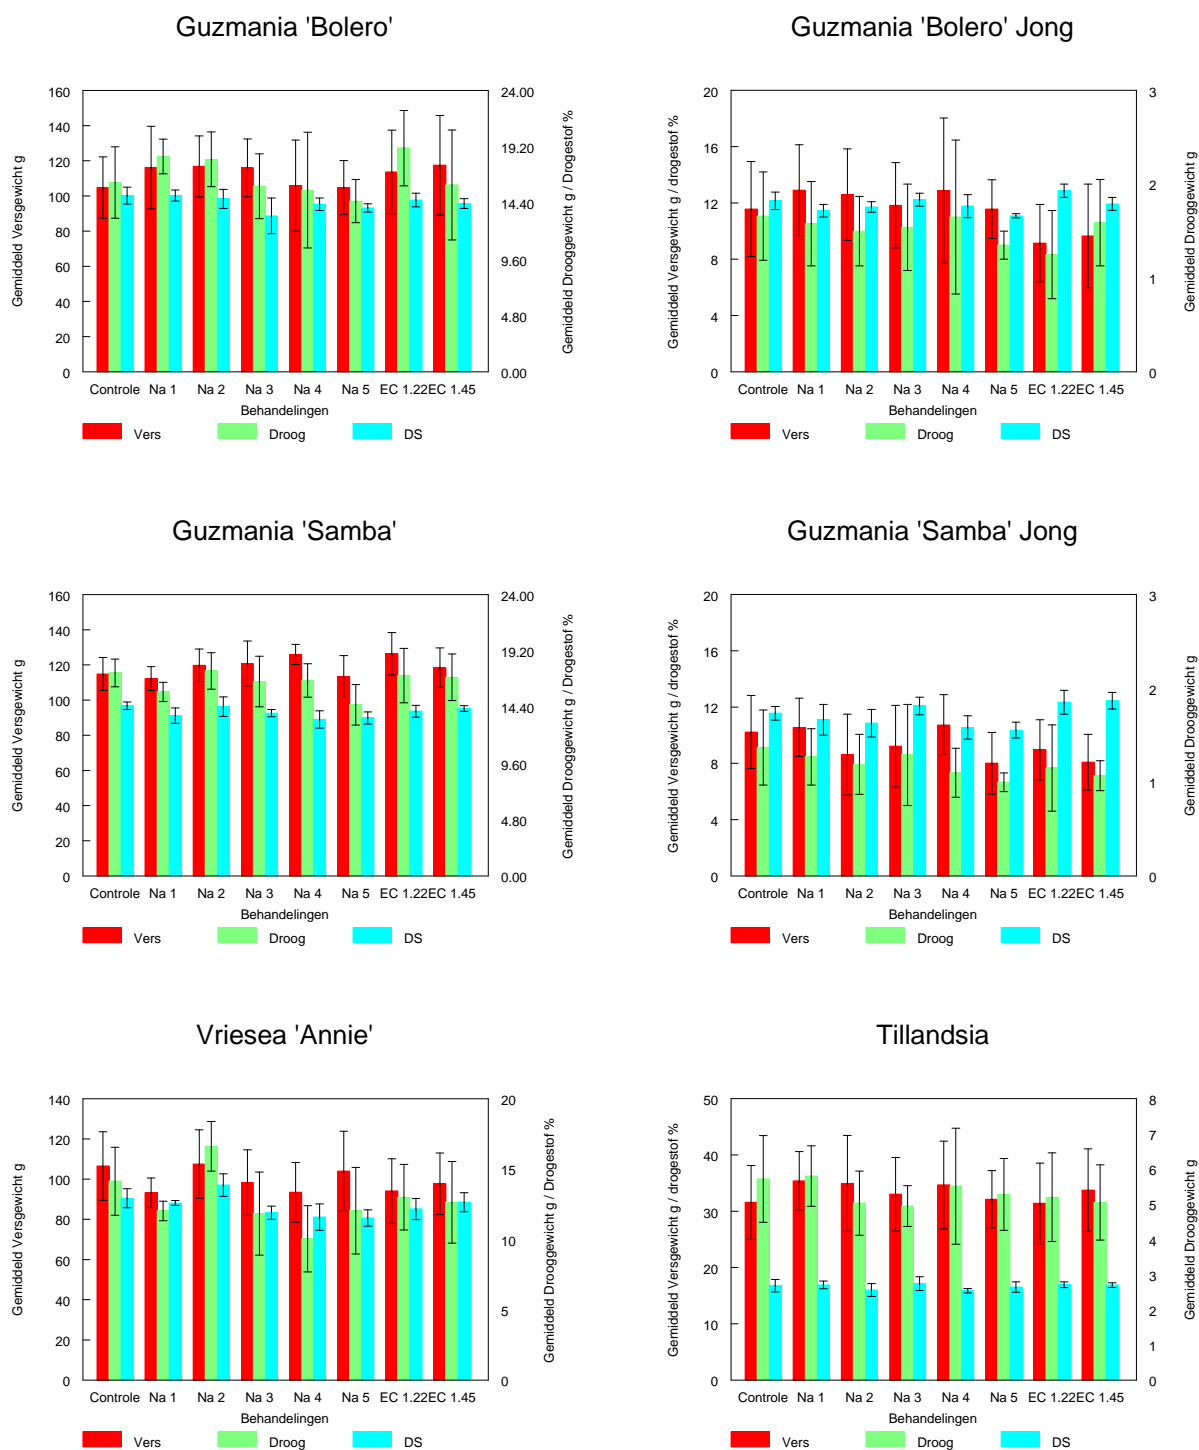 Guzmania 'Bolero'
Gemiddeld Versgewicht g
160
140
120
100
80
60
40
20
0
24.00
19.20
14.40
9.60
4.80
0.00
Gemiddeld Drooggewicht g / Drogestof %
Controle Na 1 Na 2 Na 3 Na 4 Na 5 EC 1.22 EC 1.45
Behandelingen
Vers Droog DS
Guzmania 'Bolero' Jong
Gemiddeld Versgewicht g / drogestof %
20
16
12
8
4
0
3
2
1
0
Gemiddeld Drooggewicht g
Controle Na 1 Na 2 Na 3 Na 4 Na 5 EC 1.22 EC 1.45
Behandelingen
Vers Droog DS
Guzmania 'Samba'
Gemiddeld Versgewicht g
160
140
120
100
80
60
40
20
0
24.00
19.20
14.40
9.60
4.80
0.00
Gemiddeld Drooggewicht g / Drogestof %
Controle Na 1 Na 2 Na 3 Na 4 Na 5 EC 1.22 EC 1.45
Behandelingen
Vers Droog DS
Guzmania 'Samba' Jong
Gemiddeld Versgewicht g / drogestof %
20
16
12
8
4
0
3
2
1
0
Gemiddeld Drooggewicht g
Controle Na 1 Na 2 Na 3 Na 4 Na 5 EC 1.22 EC 1.45
Behandelingen
Vers Droog DS
Vriesea 'Annie'
Gemiddeld Versgewicht g
140
120
100
80
60
40
20
0
20
15
10
5
0
Gemiddeld Drooggewicht g / Drogestof %
Controle Na 1 Na 2 Na 3 Na 4 Na 5 EC 1.22 EC 1.45
Behandelingen
Vers Droog DS
Tillandsia
Gemiddeld Versgewicht g / drogestof %
50
40
30
20
10
0
8
7
6
5
4
3
2
1
0
Gemiddeld Drooggewicht g
Controle Na 1 Na 2 Na 3 Na 4 Na 5 EC 1.22 EC 1.45
Behandelingen
Vers Droog DS